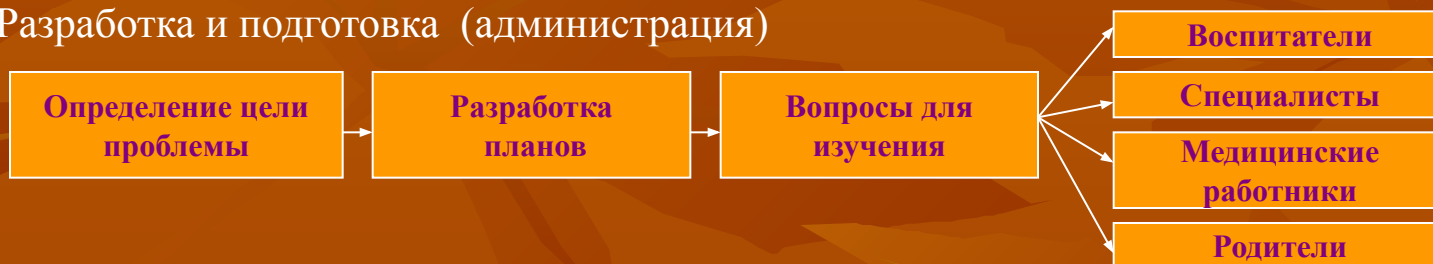 Разработка и подготовка (администрация)
Определение цели
проблемы
Разработка
планов
Вопросы для
изучения
Воспитатели
Специалисты
Медицинские
работники
Родители